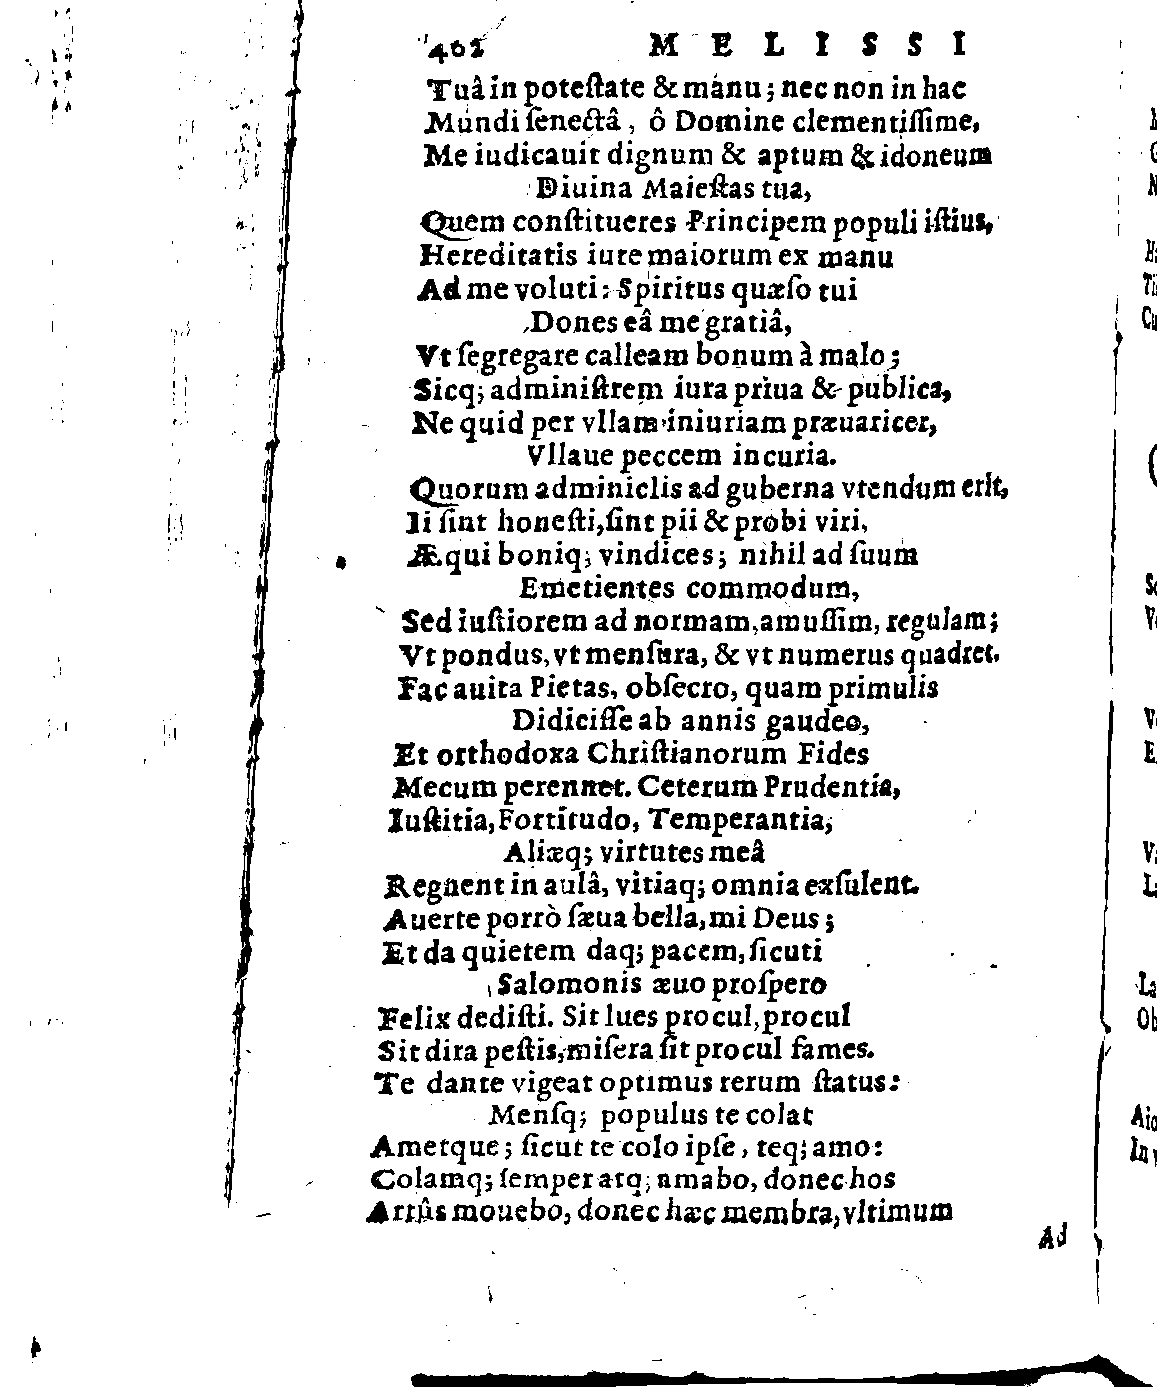 402 MELISSI
Tuâ in poteſtate & manu; nec non in hac
Mundi ſenectâ, ô Domine clementiſſime,
Me iudicauit dignum & aptum & idoneum
Diuina Maieſtas tua,
Quem conſtitueres Principem populi iſtius,
Hereditatis iure maiorum ex manu
Ad me voluti: Spiritus quæſo tui
Dones eâ me gratiâ,
Vt ſegregare calleam bonum à malo;
Sicq; adminiſtrem iura priua & publica,
Ne quid per vllam iniuriam præuaricer,
Vllaue peccem incuria.
Quorum adminiclis ad guberna vtendum erit,
Ii ſint honeſti, ſint pii & probi viri,
Æqui boniq; vindices; nihil ad ſuum
Emetientes commodum,
Sed iuſtiorem ad normam, amuſſim, regulam;
Vt pondus, vt menſura, & vt numerus quadret.
Fac auita Pietas, obſecro, quam primulis
Didiciſſe ab annis gaudeo,
Et orthodoxa Chriſtianorum Fides
Mecum perennet. Ceterum Prudentia,
Iuſtitia, Fortitudo, Temperantia,
Aliæq; virtutes meâ
Regnent in aulâ, vitiaq; omnia exſulent.
Auerte porrò ſæua bella, mi Deus;
Et da quietem daq; pacem, ſicuti
Salomonis æuo proſpero
Felix dediſti. Sit lues procul, procul
Sit dira peſtis, miſera ſit procul fames.
Te dante vigeat optimus rerum ſtatus:
Menſq; populus te colat
Ametque; ſicut te colo ipſe, teq; amo:
Colamq; ſemper atq; amabo, donec hos
Artûs mouebo, donec hæc membra, vltimum
Ad